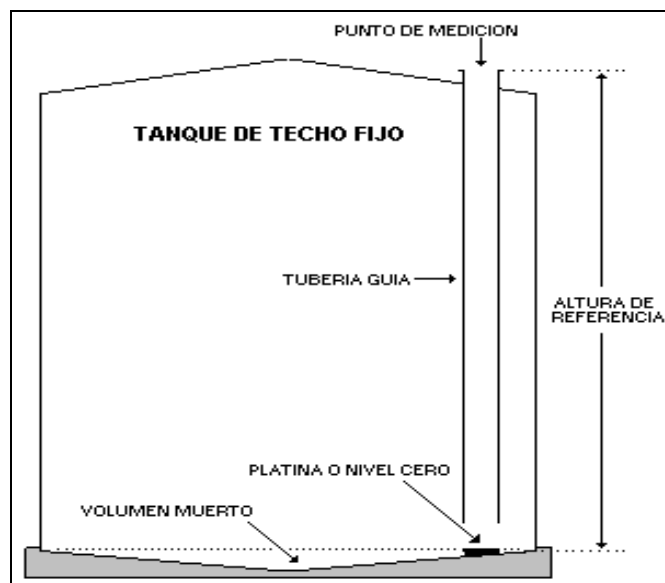 PUNTO DE MEDICION
TANQUE DE TECHO FIJO
TUBERIA GUIA
ALTURA DE
REFERENCIA
PLATINA O NIVEL CERO
VOLUMEN MUERTO